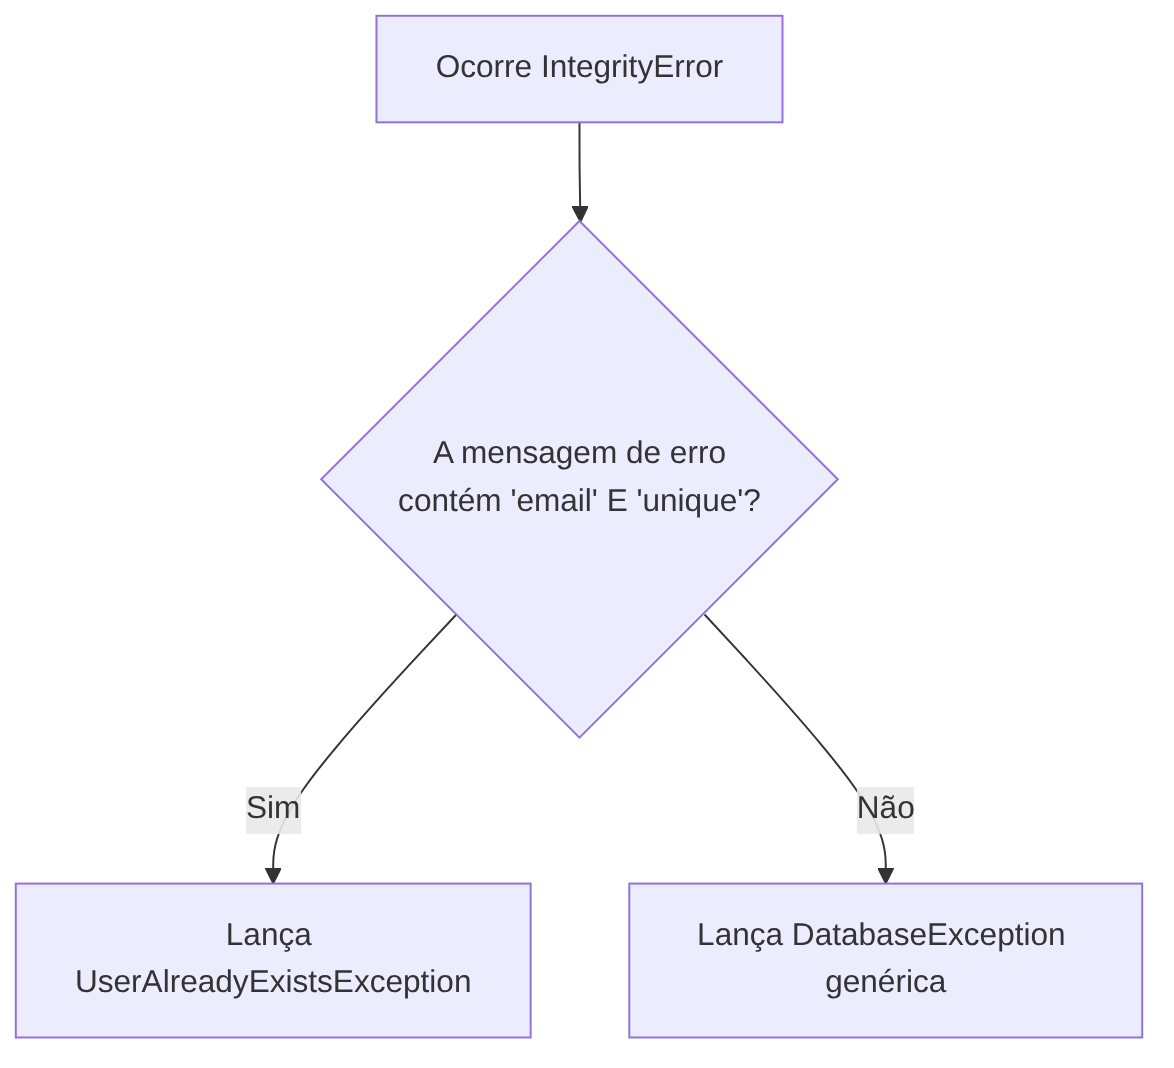 Ocorre IntegrityError
A mensagem de erro
contém 'email' E 'unique'?
Sim
Não
Lança
UserAlreadyExistsException
Lança DatabaseException
genérica